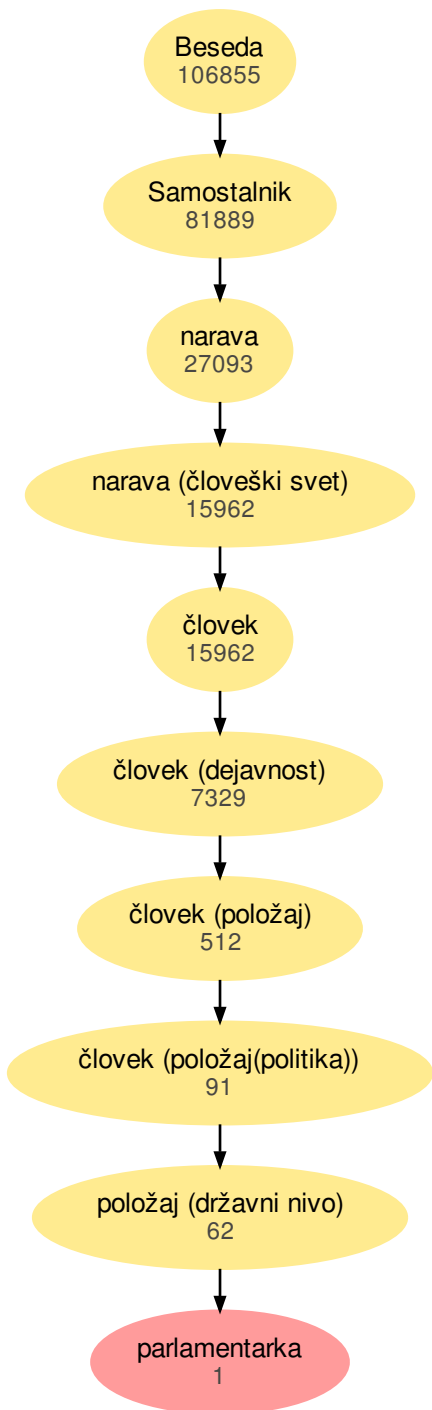 Beseda
106855
Samostalnik
81889
narava
27093
narava (človeški svet)
15962
človek
15962
človek (dejavnost)
7329
človek (položaj)
512
človek (položaj(politika))
91
položaj (državni nivo)
62
parlamentarka
1